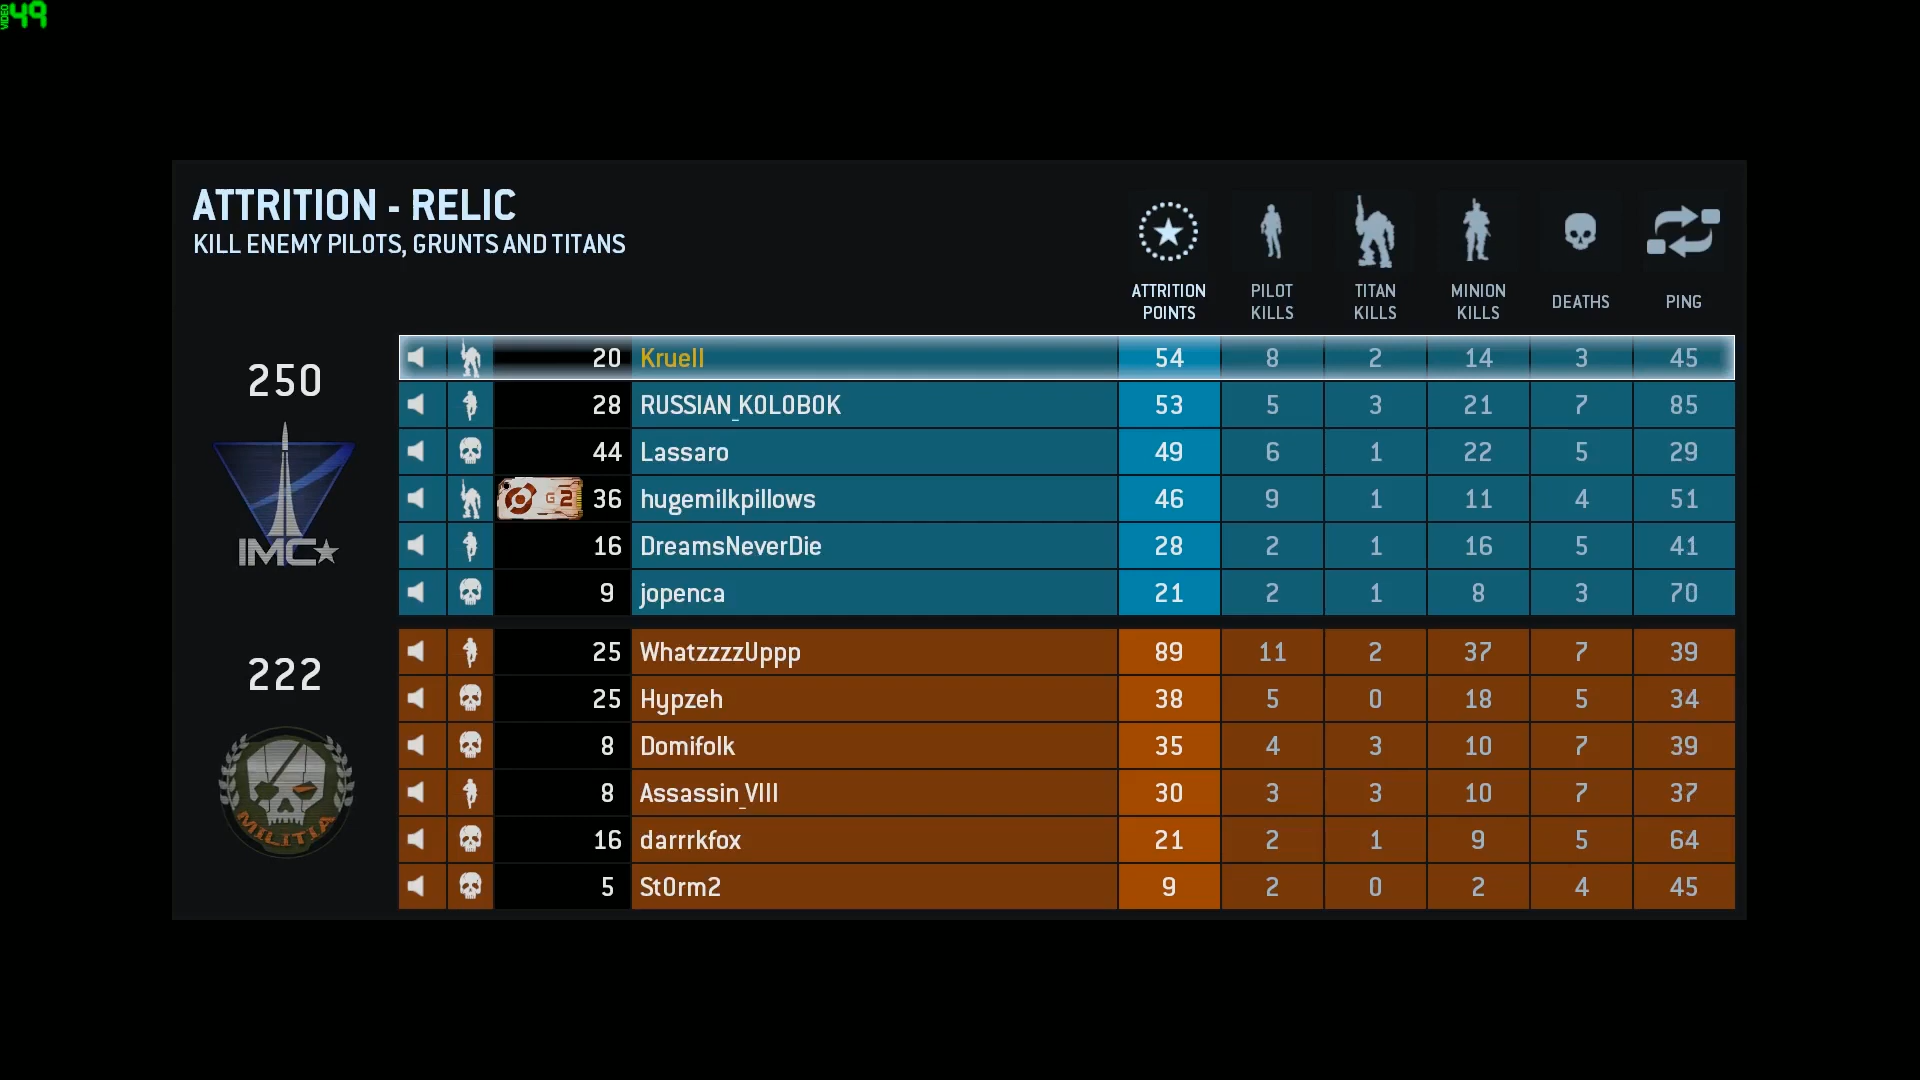 VIDEO 49
ATTRITION - RELIC
KILL ENEMY PILOTS, GRUNTS AND TITANS
ATTRITION POINTS
PILOT KILLS
TITAN KILLS
MINION KILLS
DEATHS
PING
250
IMC
20 Kruell 54 8 2 14 3 45
28 RUSSIAN_KOLOBOK 53 5 3 21 7 85
44 Lassaro 49 6 1 22 5 29
G2 36 hugemilkpillows 46 9 1 11 4 51
16 DreamsNeverDie 28 2 1 16 5 41
9 jopenca 21 2 1 8 3 70
222
MILITIA
25 WhatzzzzUppp 89 11 2 37 7 39
25 Hypzeh 38 5 0 18 5 34
8 Domifolk 35 4 3 10 7 39
8 Assassin_VIII 30 3 3 10 7 37
16 darrrkfox 21 2 1 9 5 64
5 St0rm2 9 2 0 2 4 45